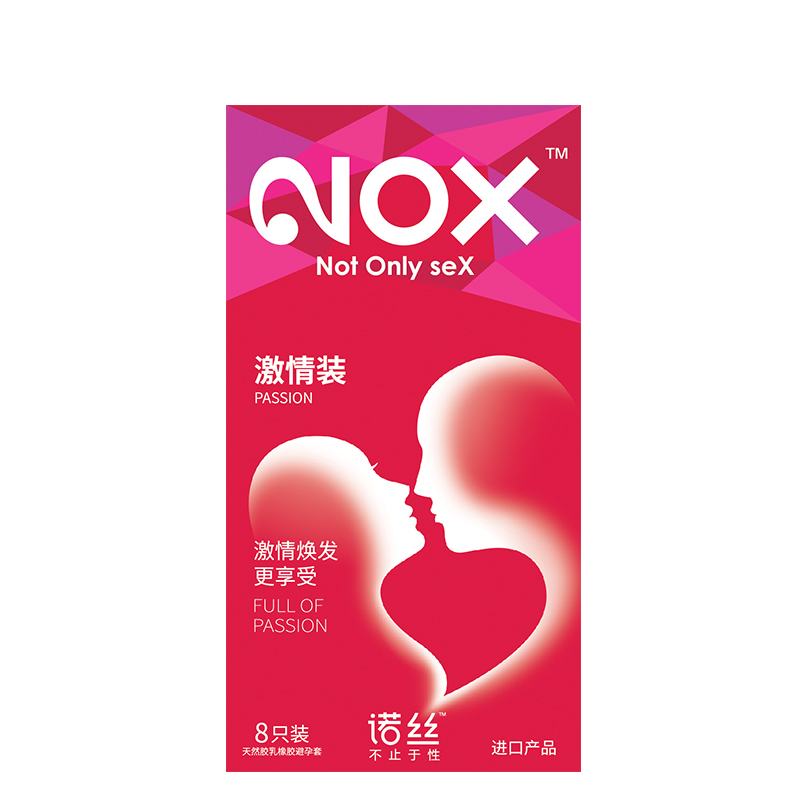 NOX™
Not Only seX
激情装
PASSION
激情焕发
更享受
FULL OF
PASSION
8只装
天然胶乳橡胶避孕套
诺丝™
不止于性
进口产品